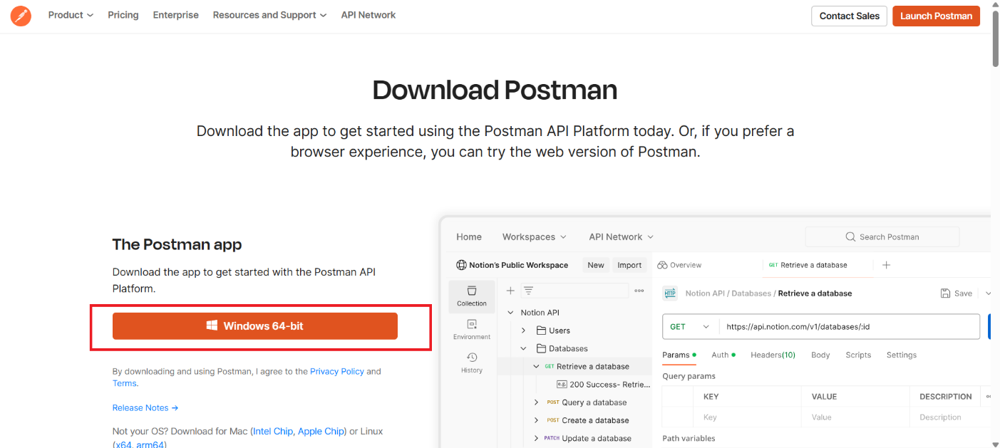 Product Pricing Enterprise Resources and Support API Network Contact Sales Launch Postman
Download Postman
Download the app to get started using the Postman API Platform today. Or, if you prefer a
browser experience, you can try the web version of Postman.
The Postman app
Download the app to get started with the Postman API
Platform.
Windows 64-bit
By downloading and using Postman, I agree to the Privacy Policy and
Terms.
Release Notes →
Not your OS? Download for Mac (Intel Chip, Apple Chip) or Linux
(x64, arm64)
Home Workspaces API Network Search Postman
Notion's Public Workspace New Import Overview GET Retrieve a database
Collection
Environment
History
Notion API
Users
Databases
GET Retrieve a database
e.g. 200 Success- Retrie...
POST Query a database
POST Create a database
PATCH Update a database
HTTP Notion API / Databases / Retrieve a database Save
GET https://api.notion.com/v1/databases/:id
Params Auth Headers(10) Body Scripts Settings
Query params
KEY VALUE DESCRIPTION
Key Value Description
Path variables